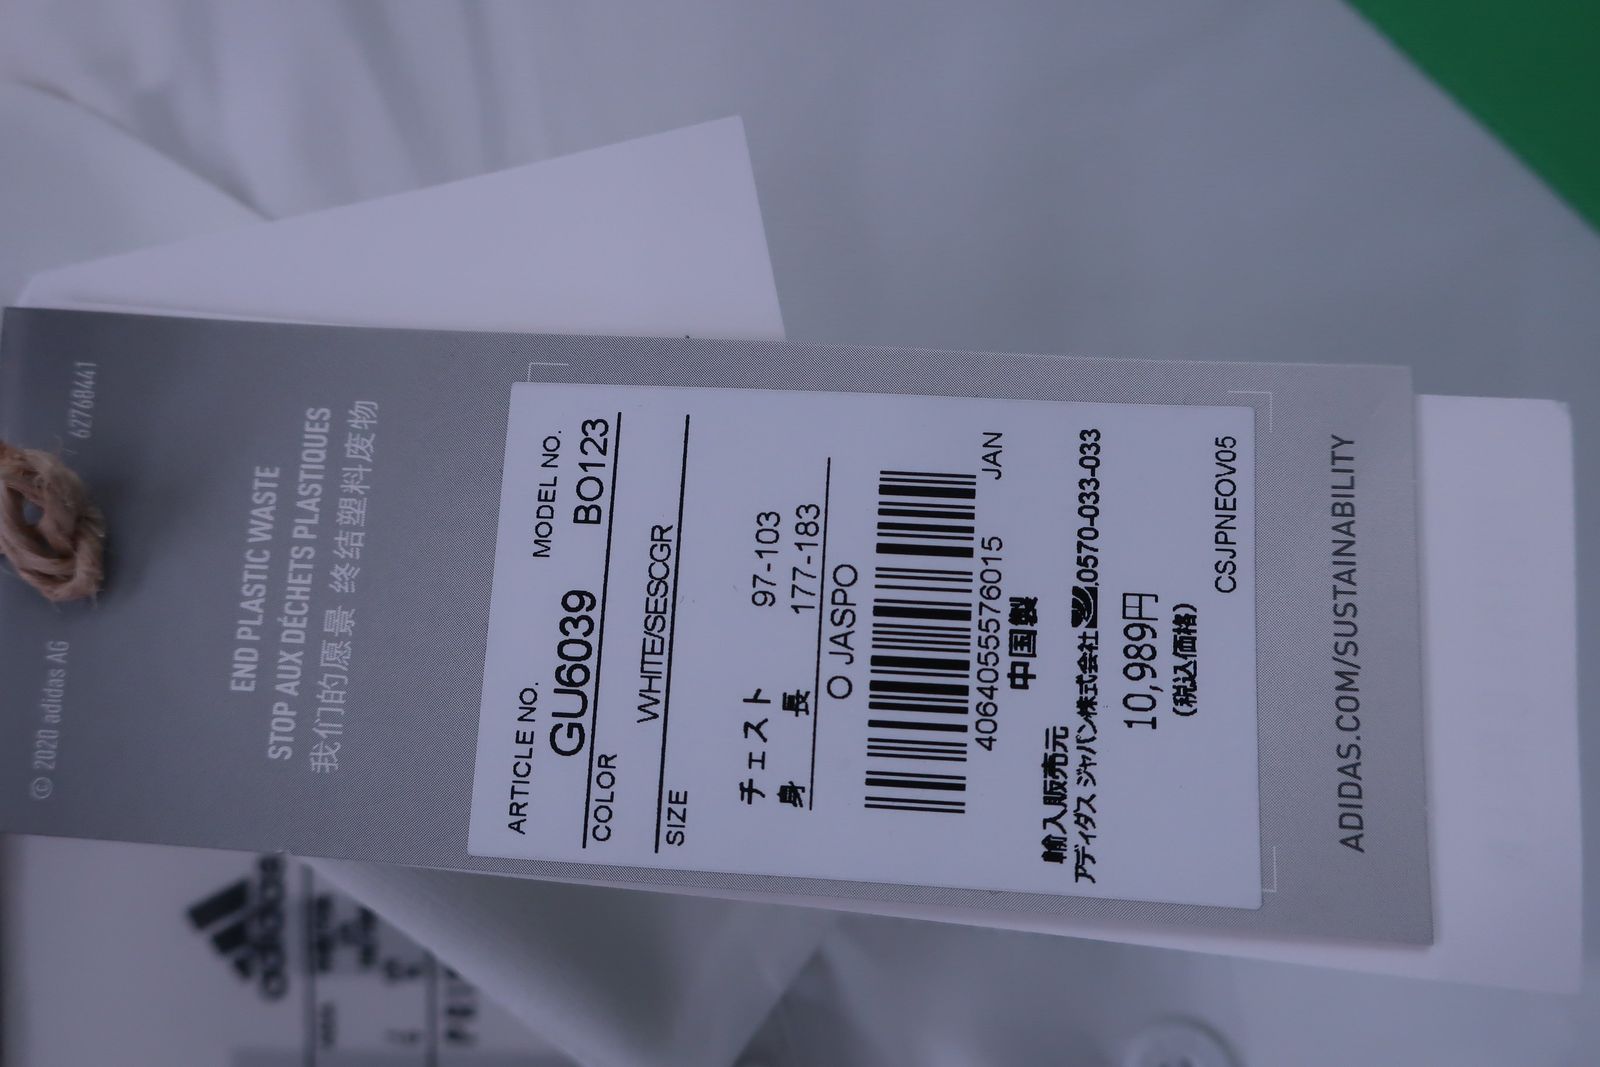 © 2020 adidas AG
62768441
END PLASTIC WASTE
STOP AUX DÉCHETS PLASTIQUES
我们的愿景 终结塑料废物
ARTICLE NO. MODEL NO.
GU6039 BO123
COLOR
WHITE/SESCGR
SIZE
チェスト 97-103
身 長 177-183
O JASPO
4064055576015 JAN
中国製
輸入販売元
アディダス ジャパン株式会社 0570-033-033
10,989円
(税込価格)
CSJPNEOV05
ADIDAS.COM/SUSTAINABILITY
adidas